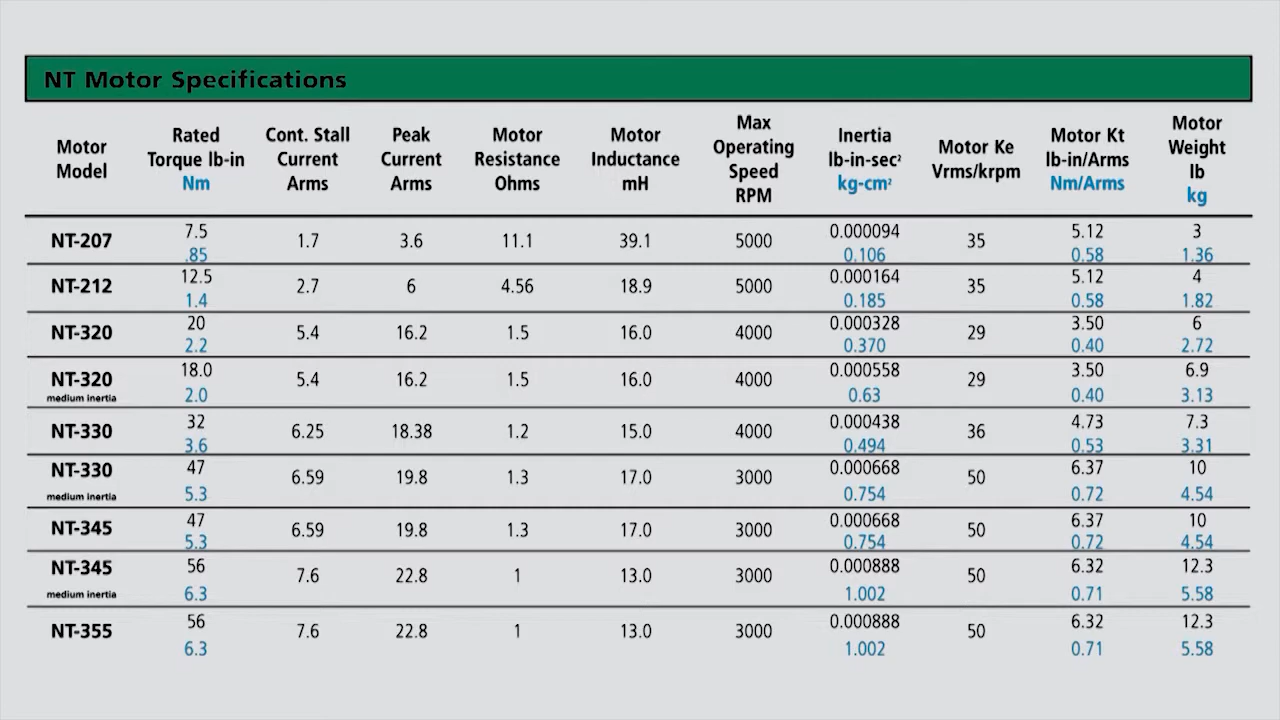 NT Motor Specifications
Motor Model Rated Torque lb-in Nm Cont. Stall Current Arms Peak Current Arms Motor Resistance Ohms Motor Inductance mH Max Operating Speed RPM Inertia lb-in-sec² kg-cm² Motor Ke Vrms/krpm Motor Kt lb-in/Arms Nm/Arms Motor Weight lb kg
NT-207 7.5 .85 1.7 3.6 11.1 39.1 5000 0.000094 0.106 35 5.12 0.58 3 1.36
NT-212 12.5 1.4 2.7 6 4.56 18.9 5000 0.000164 0.185 35 5.12 0.58 4 1.82
NT-320 20 2.2 5.4 16.2 1.5 16.0 4000 0.000328 0.370 29 3.50 0.40 6 2.72
NT-320 medium inertia 18.0 2.0 5.4 16.2 1.5 16.0 4000 0.000558 0.63 29 3.50 0.40 6.9 3.13
NT-330 32 3.6 6.25 18.38 1.2 15.0 4000 0.000438 0.494 36 4.73 0.53 7.3 3.31
NT-330 medium inertia 47 5.3 6.59 19.8 1.3 17.0 3000 0.000668 0.754 50 6.37 0.72 10 4.54
NT-345 47 5.3 6.59 19.8 1.3 17.0 3000 0.000668 0.754 50 6.37 0.72 10 4.54
NT-345 medium inertia 56 6.3 7.6 22.8 1 13.0 3000 0.000888 1.002 50 6.32 0.71 12.3 5.58
NT-355 56 6.3 7.6 22.8 1 13.0 3000 0.000888 1.002 50 6.32 0.71 12.3 5.58